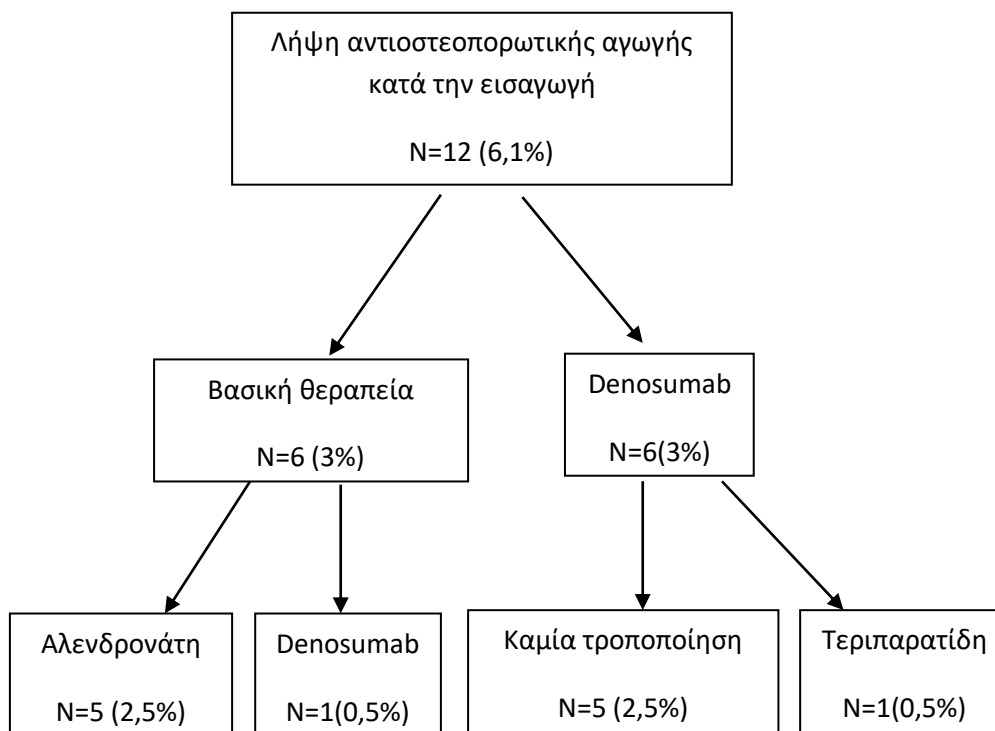 Λήψη αντιοστεοπορωτικής αγωγής
κατά την εισαγωγή
N=12 (6,1%)
Βασική θεραπεία
N=6 (3%)
Denosumab
N=6(3%)
Αλενδρονάτη
N=5 (2,5%)
Denosumab
N=1(0,5%)
Καμία τροποποίηση
N=5 (2,5%)
Τεριπαρατίδη
N=1(0,5%)